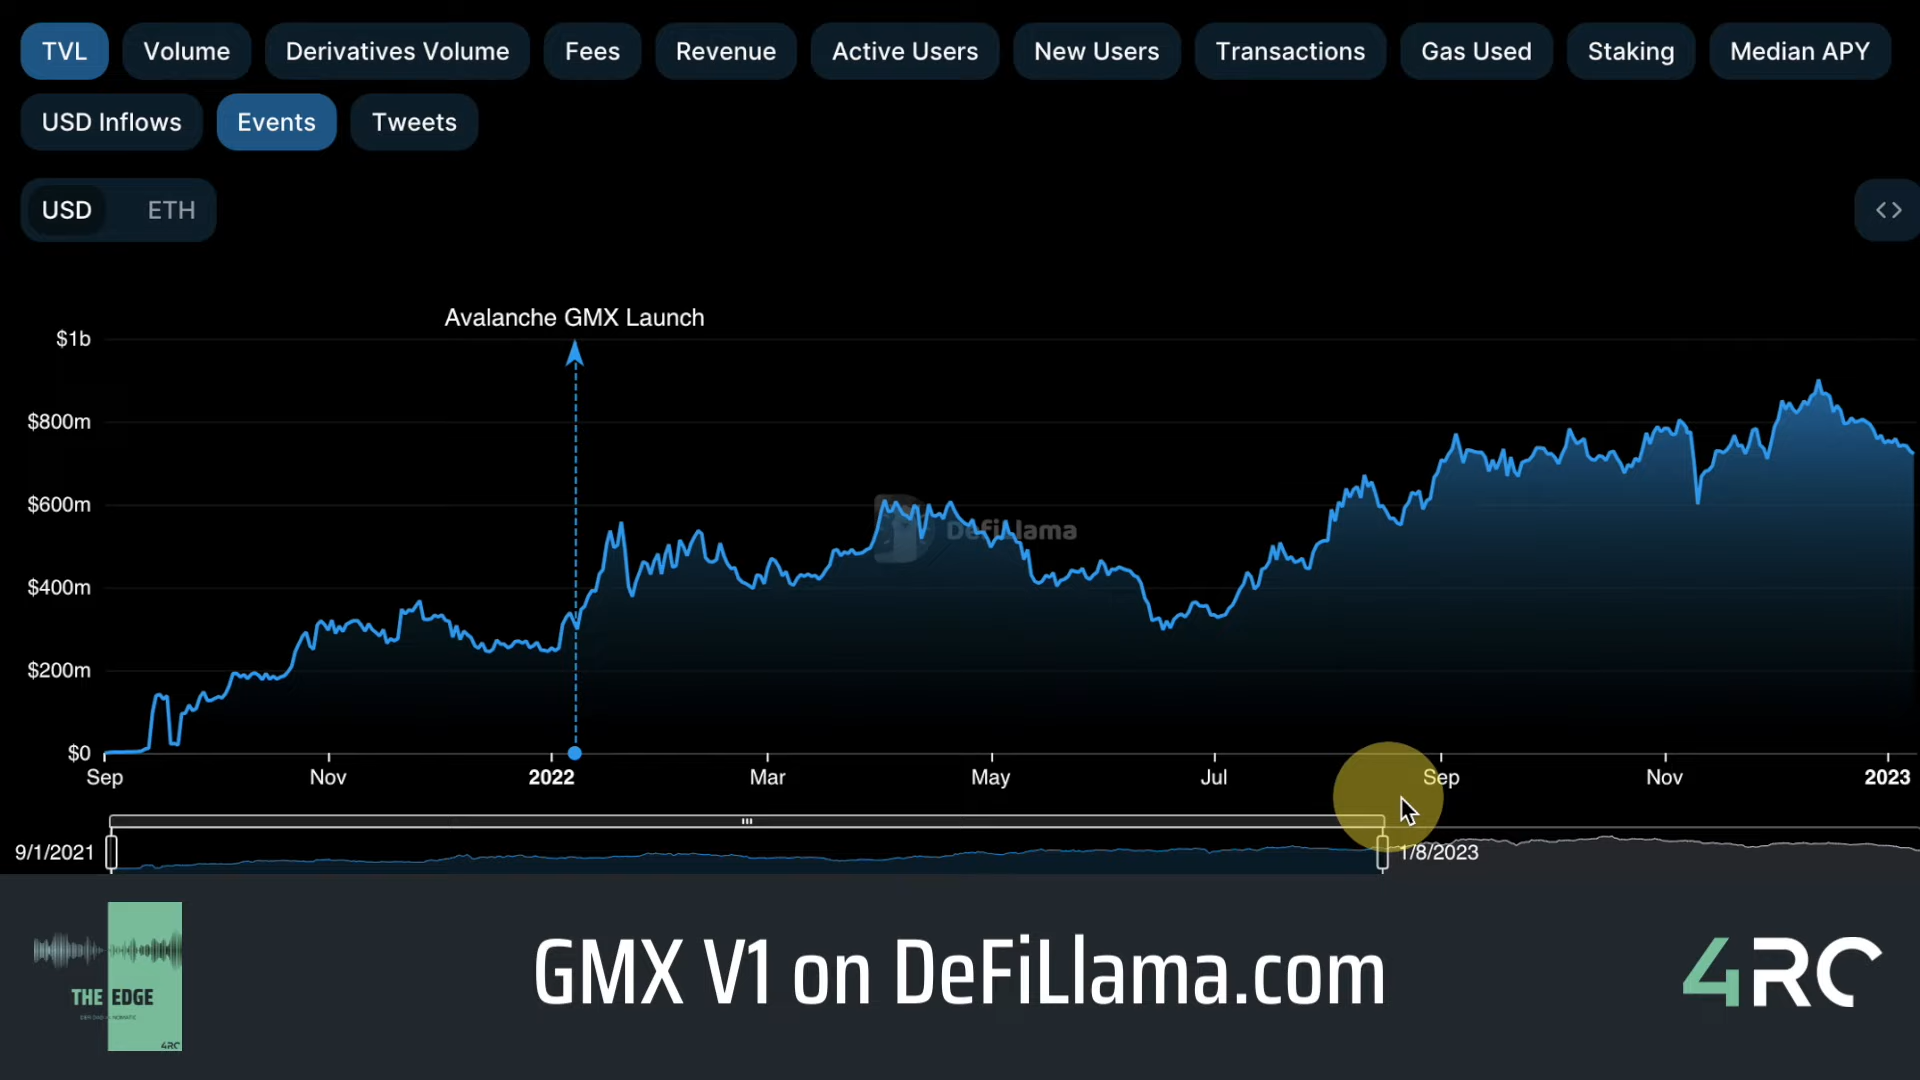 TVL Volume Derivatives Volume Fees Revenue Active Users New Users Transactions Gas Used Staking Median APY
USD Inflows Events Tweets
USD ETH
Avalanche GMX Launch
$1b
$800m
$600m
DefiLlama
$400m
$200m
$0
Sep Nov 2022 Mar May Jul Sep Nov 2023
9/1/2021 1/8/2023
GMX V1 on DeFiLlama.com
THE EDGE
4RC
4RC